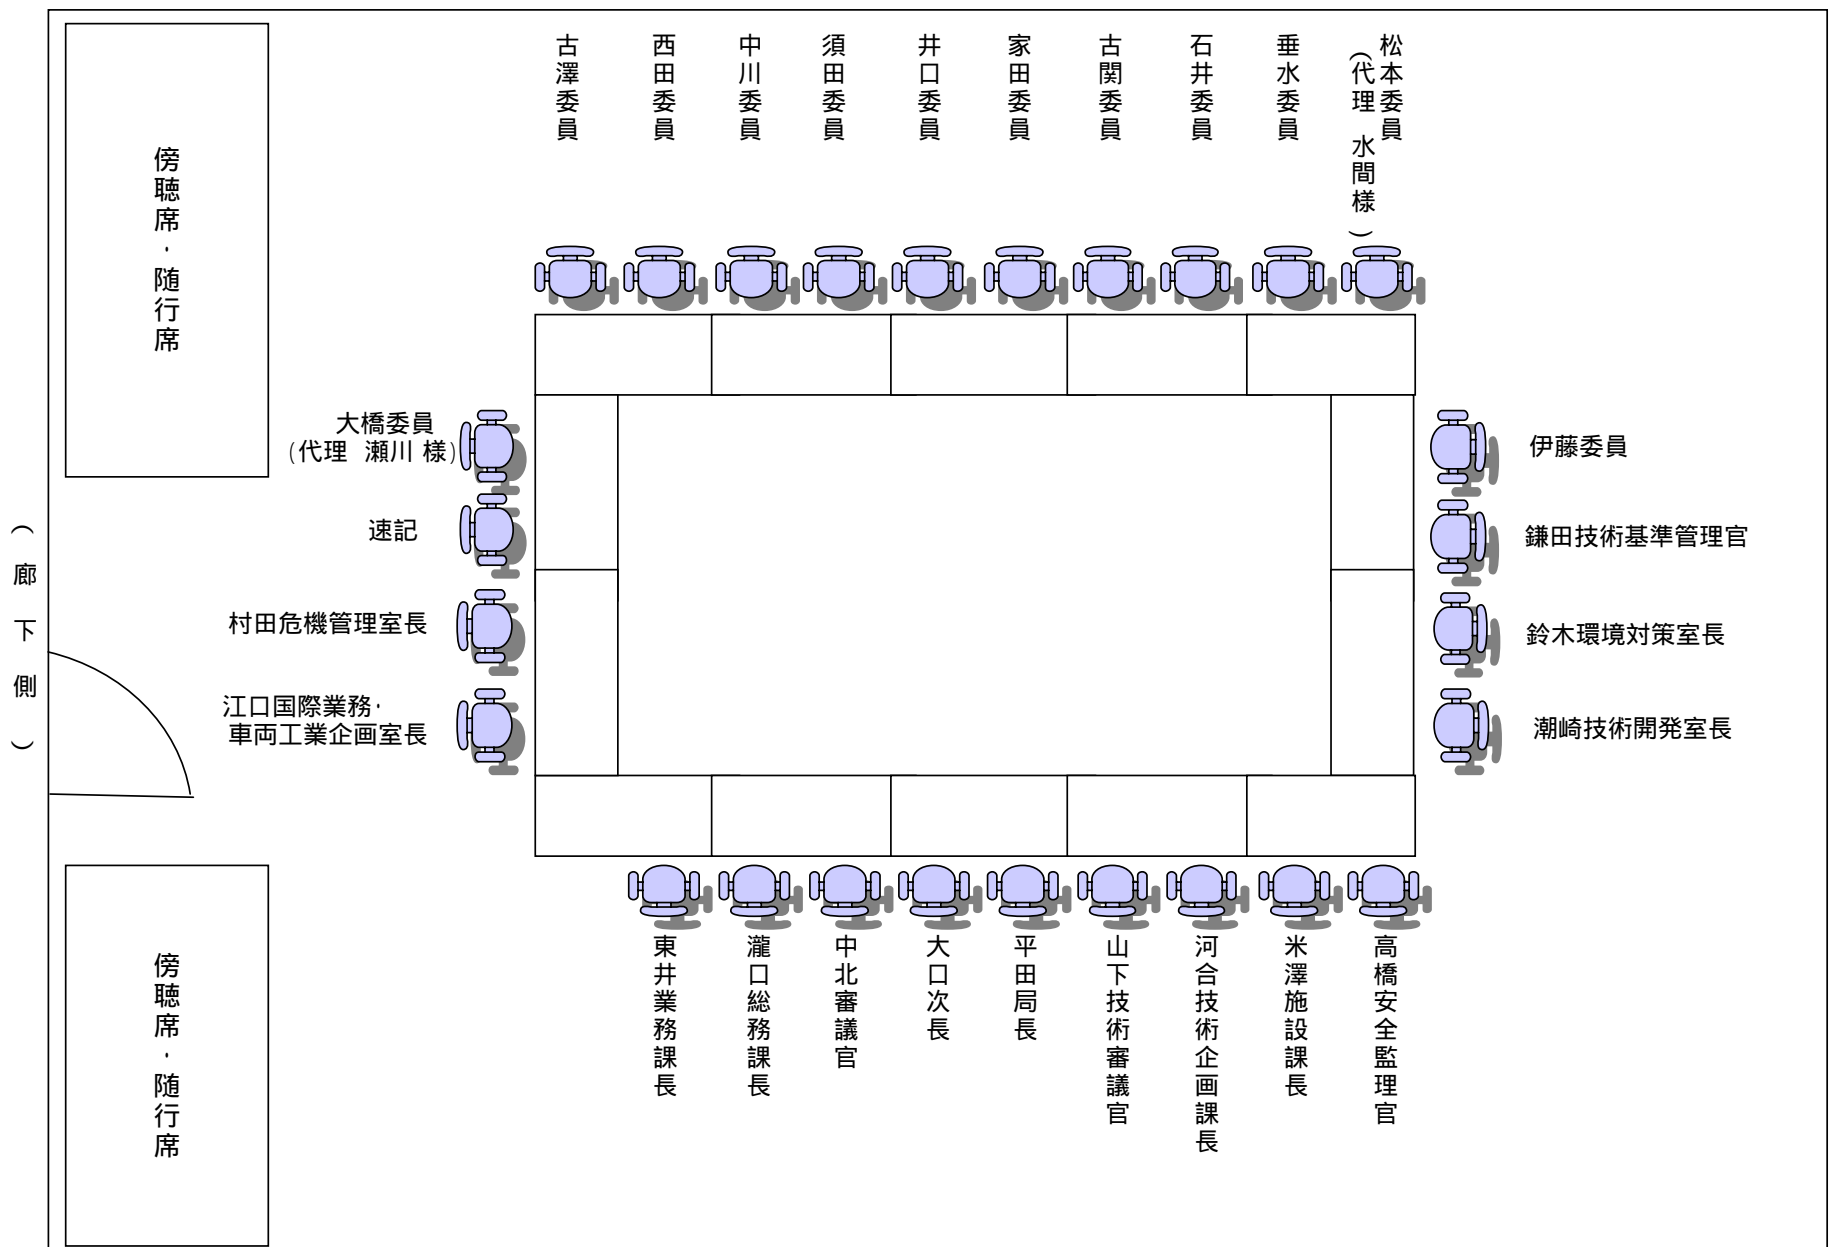 古澤委員
西田委員
中川委員
須田委員
井口委員
家田委員
古関委員
石井委員
垂水委員
松本委員
（代理 水間様）
傍聴席・随行席
大橋委員
(代理 瀬川 様)
速記
村田危機管理室長
江口国際業務・
車両工業企画室長
伊藤委員
鎌田技術基準管理官
鈴木環境対策室長
潮崎技術開発室長
（廊下側）
東井業務課長
瀧口総務課長
中北審議官
大口次長
平田局長
山下技術審議官
河合技術企画課長
米澤施設課長
高橋安全監理官
傍聴席・随行席